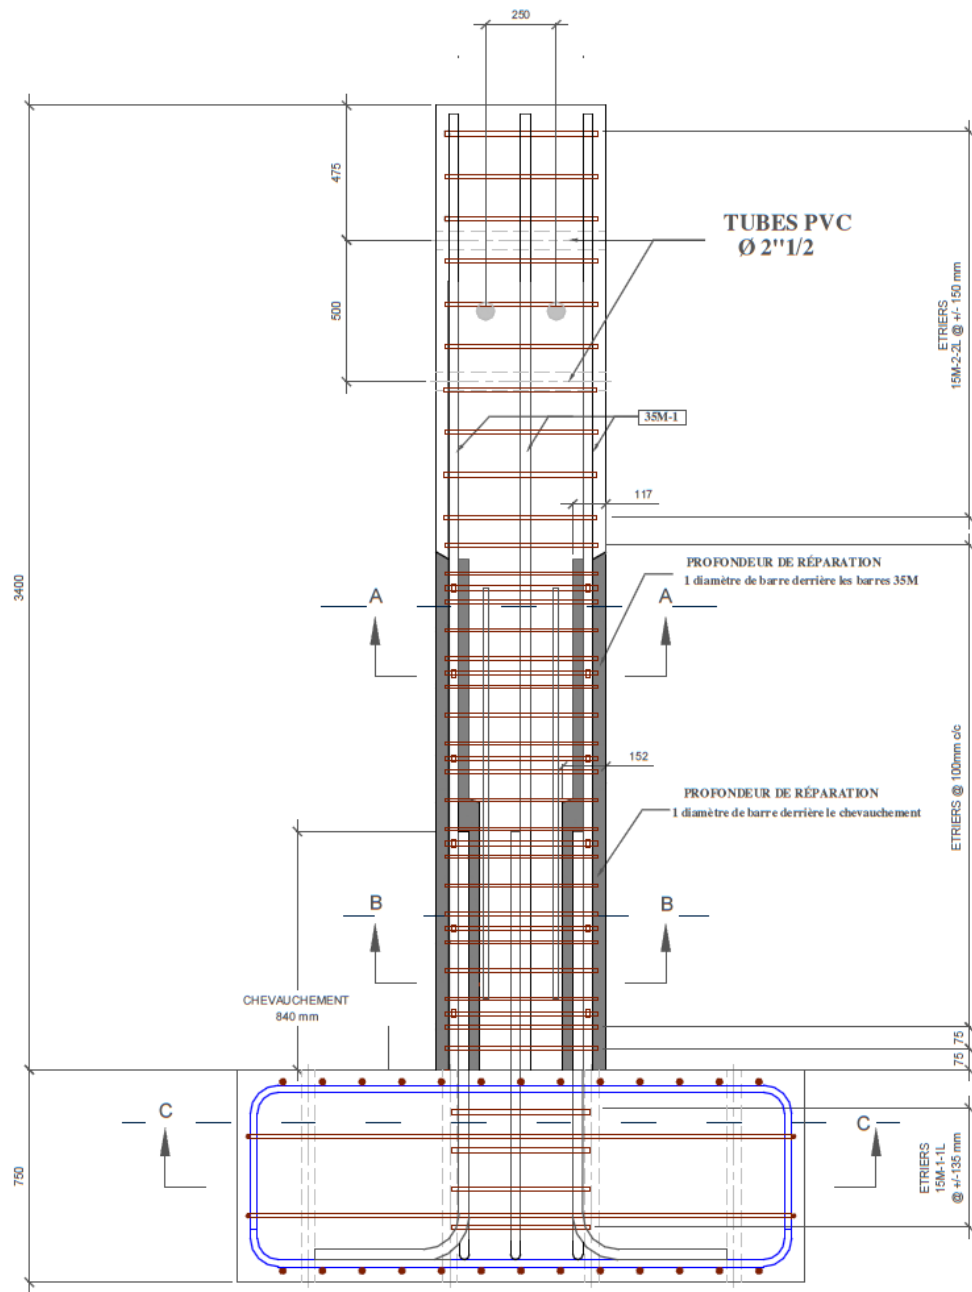 250
475
TUBES PVC
Ø 2"1/2
500
ETRIERS
15M-2-2L @ +/- 150 mm
35M-1
117
3400
PROFONDEUR DE RÉPARATION
1 diamètre de barre derrière les barres 35M
A
A
152
PROFONDEUR DE RÉPARATION
1 diamètre de barre derrière le chevauchement
ETRIERS @ 100mm c/c
B
B
CHEVAUCHEMENT
840 mm
75
75
C
C
750
ETRIERS
15M-1-1L
@ +/-135 mm